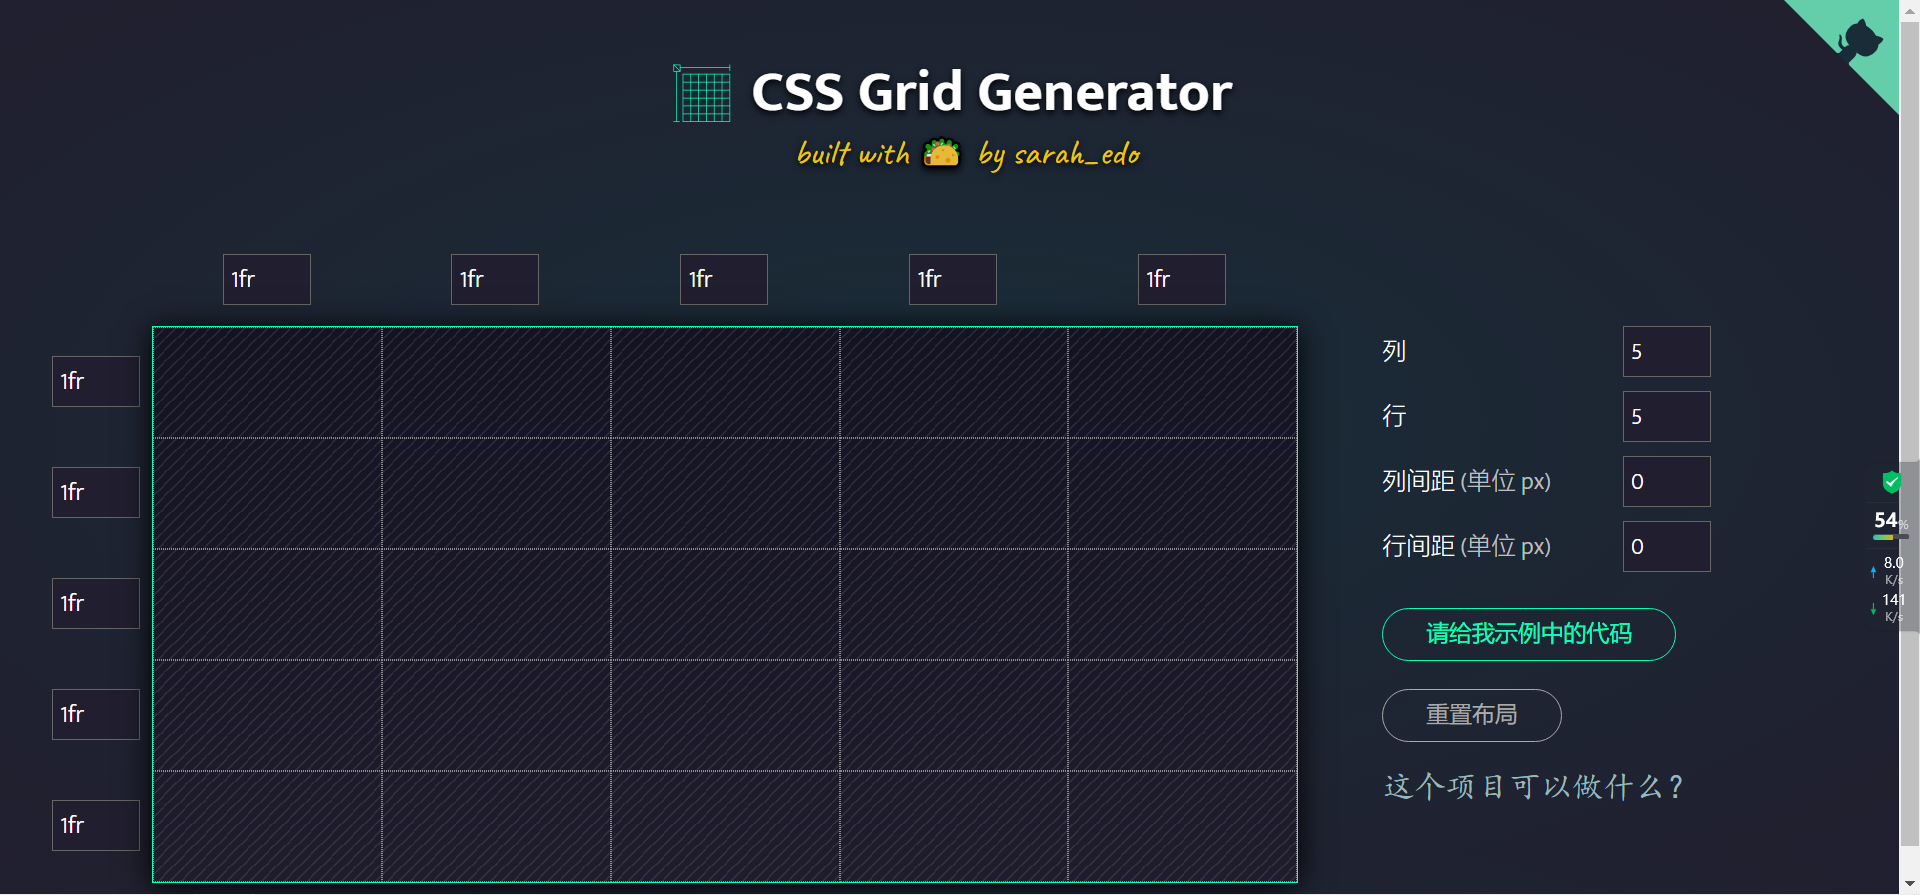 CSS Grid Generator
built with 🌮 by sarah_edo
1fr 1fr 1fr 1fr 1fr
1fr
1fr
1fr
1fr
1fr
列 5
行 5
列间距 (单位 px) 0
行间距 (单位 px) 0
请给我示例中的代码
重置布局
这个项目可以做什么？
54%
8.0
K/s
141
K/s